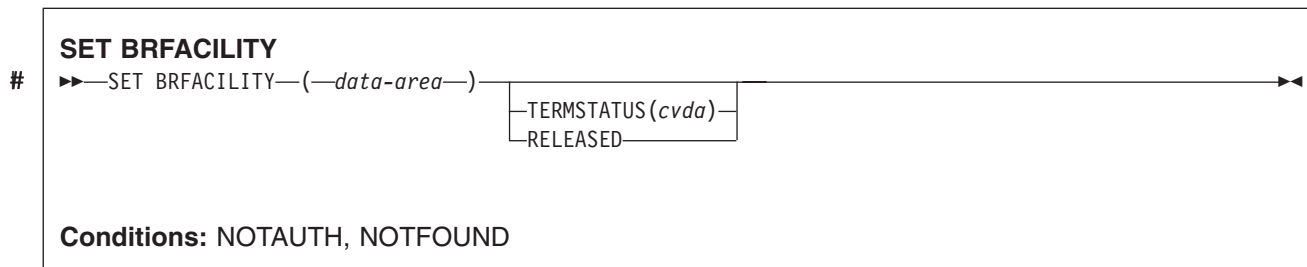 SET BRFACILITY
# ►►—SET BRFACILITY—(—data-area—)—►◄
TERMSTATUS(cvda)
RELEASED
Conditions: NOTAUTH, NOTFOUND